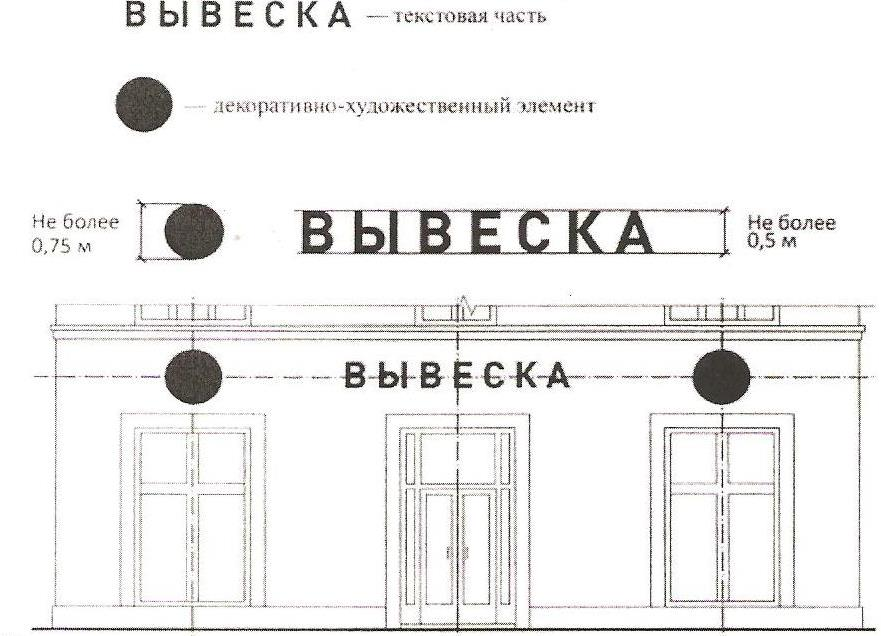 ВЫВЕСКА — текстовая часть
— декоративно-художественный элемент
Не более
0,75 м
ВЫВЕСКА
Не более
0,5 м
ВЫВЕСКА